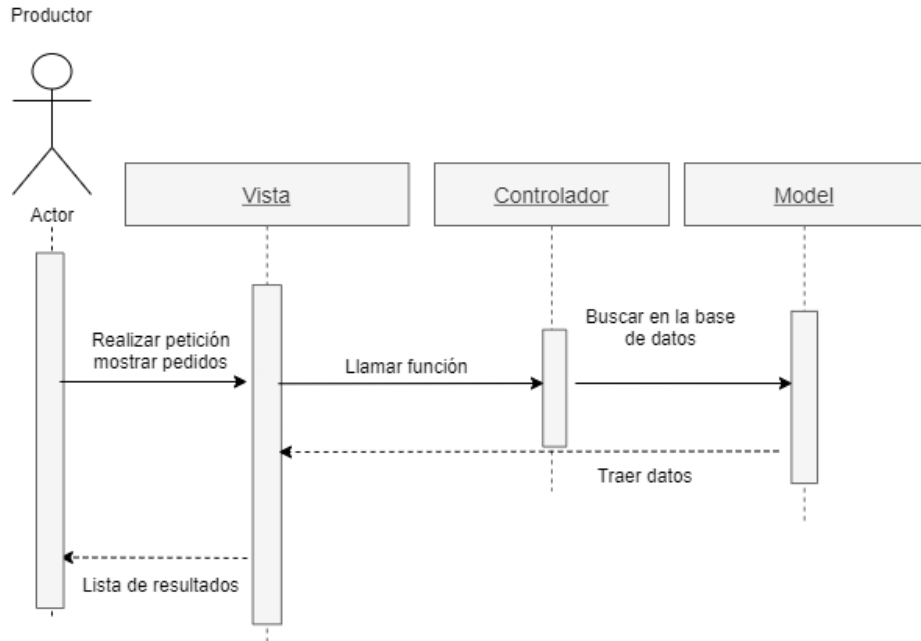 Productor
Vista
Controlador
Model
Actor
Realizar petición
mostrar pedidos
Llamar función
Buscar en la base
de datos
Traer datos
Lista de resultados